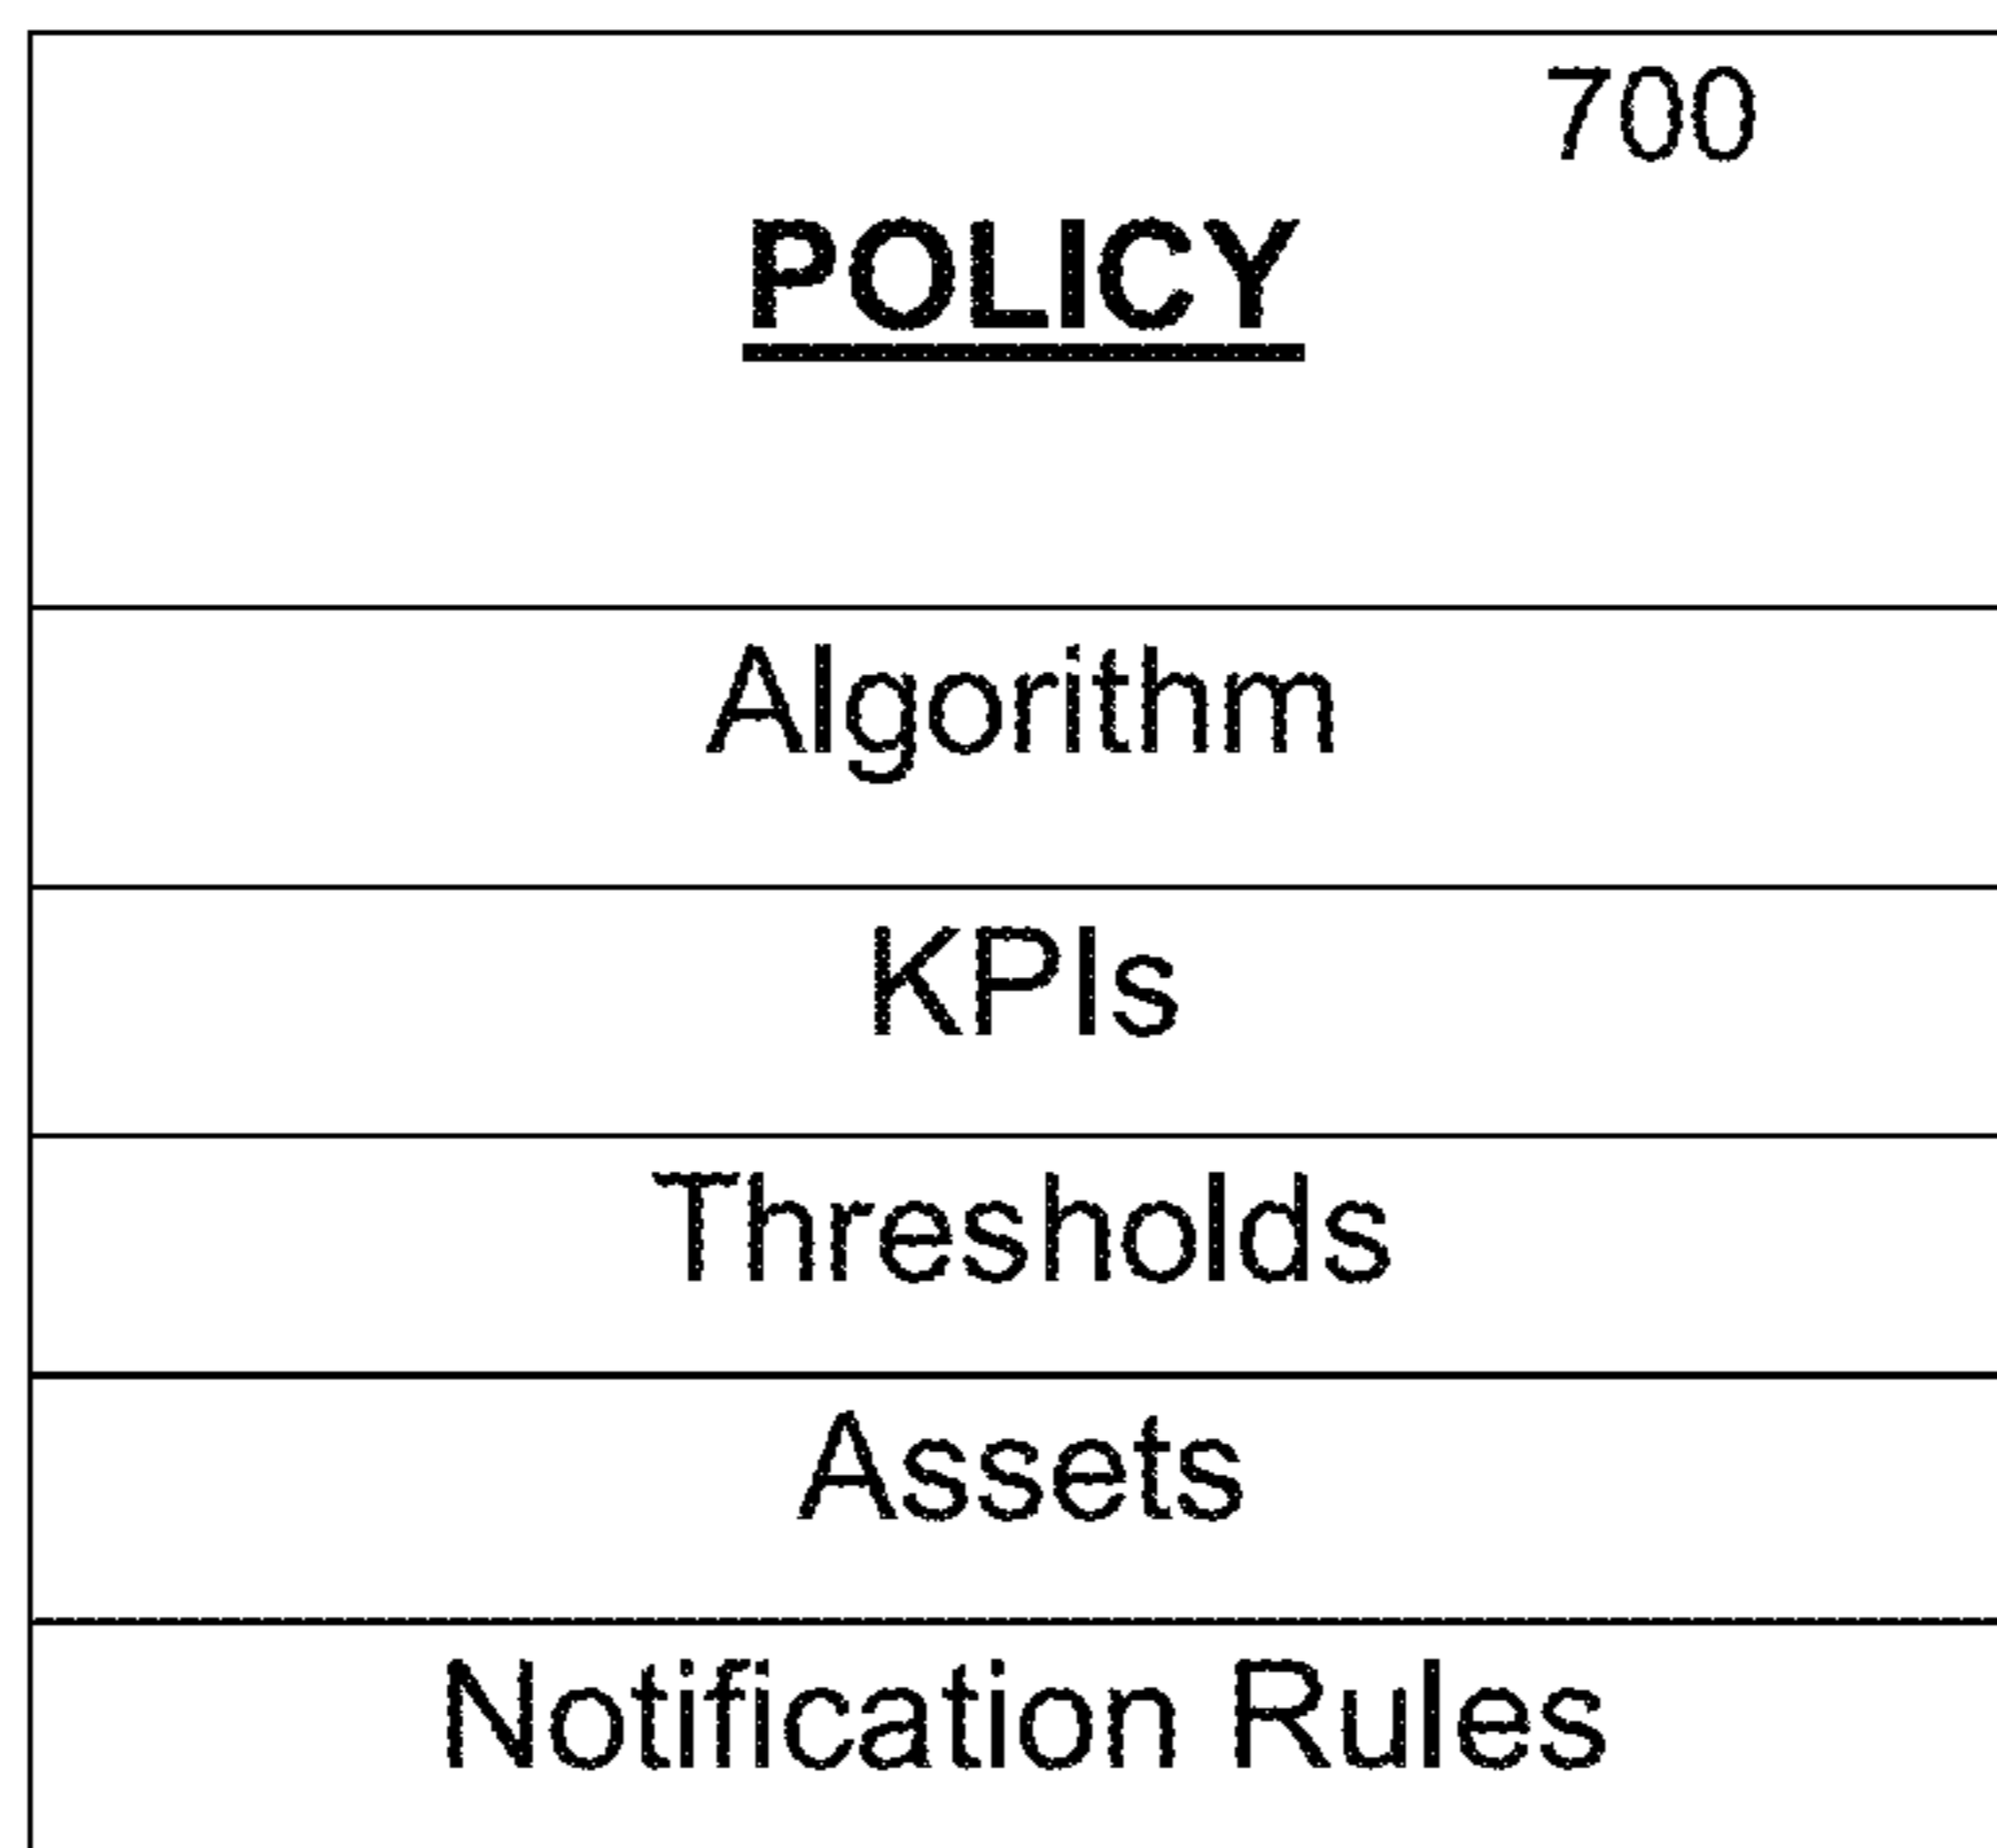 700
POLICY
Algorithm
KPIs
Thresholds
Assets
Notification Rules